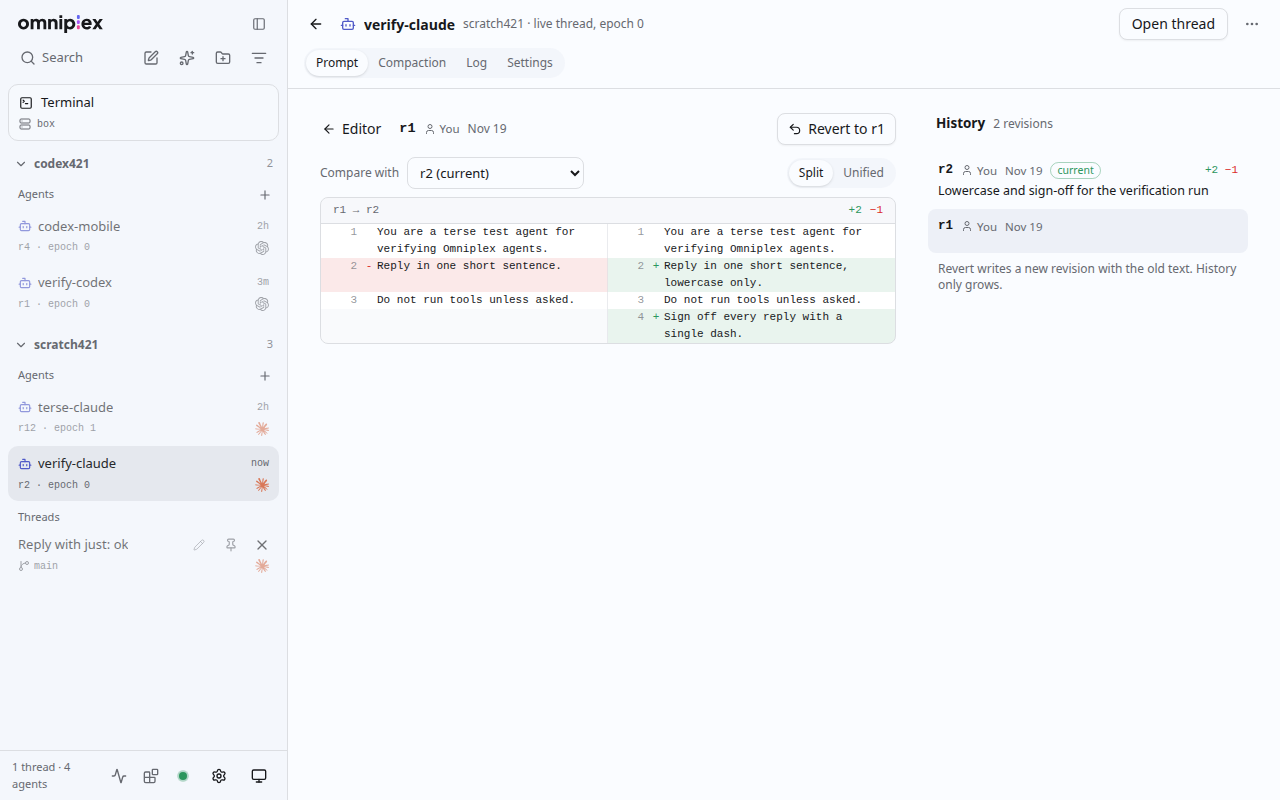 omniplex
Search
Terminal
box
codex421
2
Agents
codex-mobile
2h
r4 · epoch 0
verify-codex
3m
r1 · epoch 0
scratch421
3
Agents
terse-claude
2h
r12 · epoch 1
verify-claude
now
r2 · epoch 0
Threads
Reply with just: ok
main
1 thread · 4
agents
verify-claude
scratch421 · live thread, epoch 0
Open thread
Prompt
Compaction
Log
Settings
Editor
r1
You
Nov 19
Revert to r1
Compare with
r2 (current)
Split
Unified
r1 → r2
+2 −1
1 You are a terse test agent for
verifying Omniplex agents.
2 - Reply in one short sentence.
3 Do not run tools unless asked.
1 You are a terse test agent for
verifying Omniplex agents.
2 + Reply in one short sentence,
lowercase only.
3 Do not run tools unless asked.
4 + Sign off every reply with a
single dash.
History 2 revisions
r2 You Nov 19 current +2 −1
Lowercase and sign-off for the verification run
r1 You Nov 19
Revert writes a new revision with the old text. History
only grows.